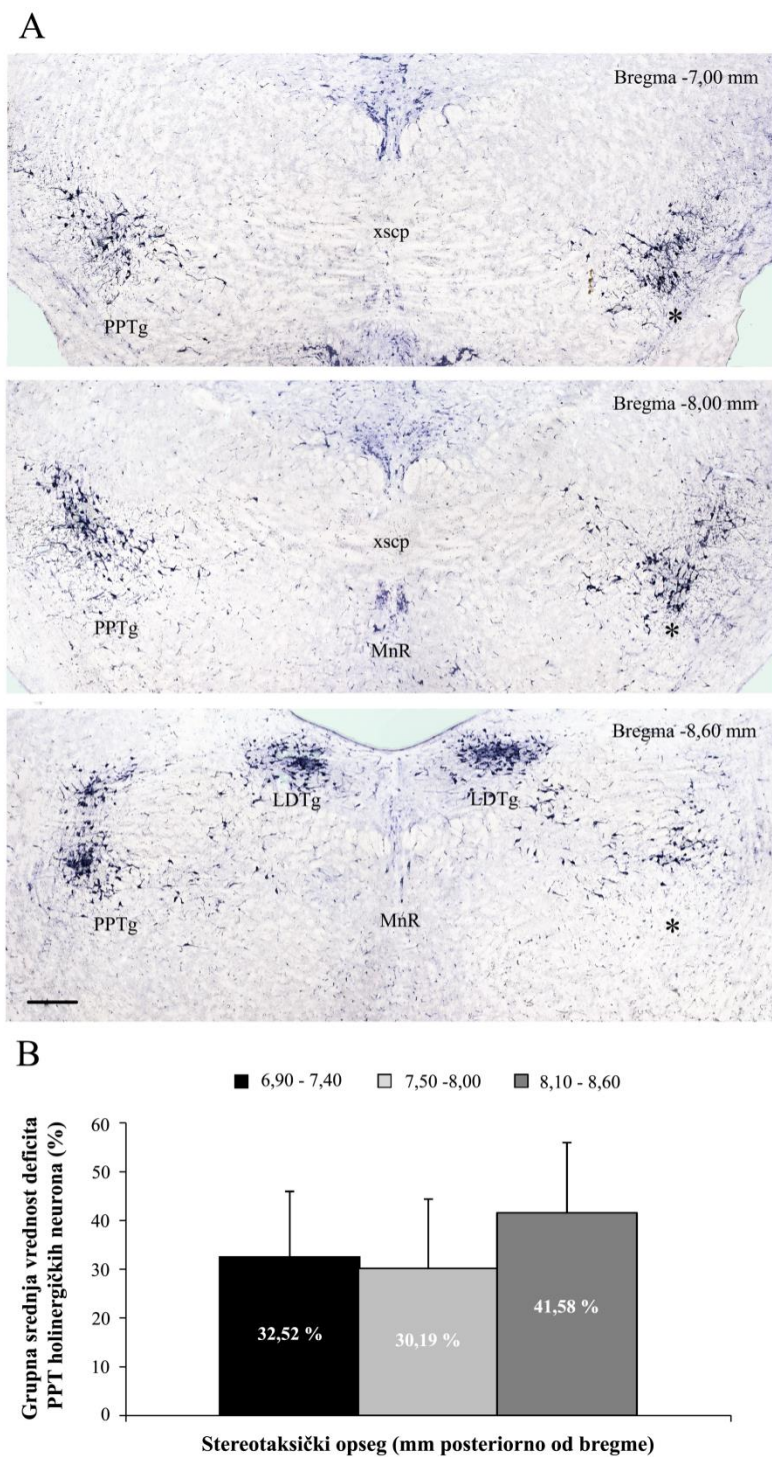 A
Bregma -7,00 mm
xscp
PPTg
*
Bregma -8,00 mm
xscp
PPTg
MnR
*
Bregma -8,60 mm
LDTg LDTg
PPTg
MnR
*
B
6,90 - 7,40 7,50 -8,00 8,10 - 8,60
Grupna srednja vrednost deficita
PPT holinergičkih neurona (%)
60
50
40
30
20
10
0
32,52 %
30,19 %
41,58 %
Stereotaksički opseg (mm posteriorno od bregme)